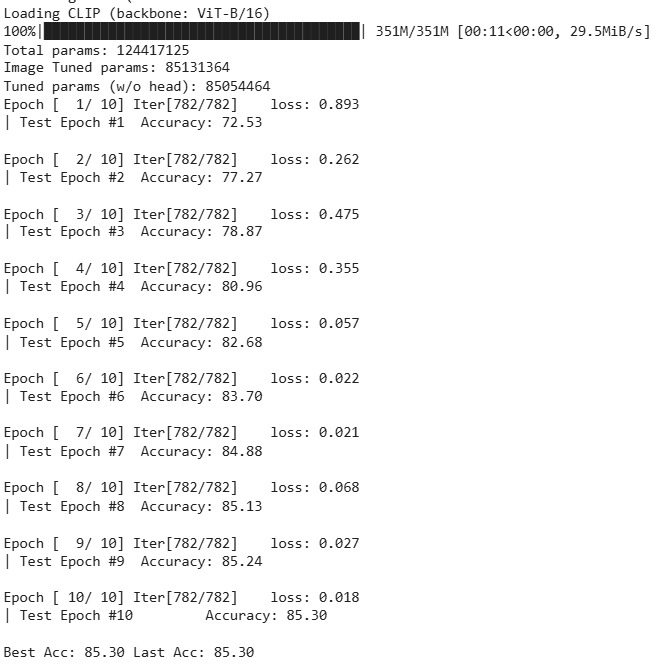 Loading CLIP (backbone: ViT-B/16)
100%|████████████████████████████████████████| 351M/351M [00:11<00:00, 29.5MiB/s]
Total params: 124417125
Image Tuned params: 85131364
Tuned params (w/o head): 85054464
Epoch [  1/ 10] Iter[782/782]    loss: 0.893
| Test Epoch #1  Accuracy: 72.53
Epoch [  2/ 10] Iter[782/782]    loss: 0.262
| Test Epoch #2  Accuracy: 77.27
Epoch [  3/ 10] Iter[782/782]    loss: 0.475
| Test Epoch #3  Accuracy: 78.87
Epoch [  4/ 10] Iter[782/782]    loss: 0.355
| Test Epoch #4  Accuracy: 80.96
Epoch [  5/ 10] Iter[782/782]    loss: 0.057
| Test Epoch #5  Accuracy: 82.68
Epoch [  6/ 10] Iter[782/782]    loss: 0.022
| Test Epoch #6  Accuracy: 83.70
Epoch [  7/ 10] Iter[782/782]    loss: 0.021
| Test Epoch #7  Accuracy: 84.88
Epoch [  8/ 10] Iter[782/782]    loss: 0.068
| Test Epoch #8  Accuracy: 85.13
Epoch [  9/ 10] Iter[782/782]    loss: 0.027
| Test Epoch #9  Accuracy: 85.24
Epoch [ 10/ 10] Iter[782/782]    loss: 0.018
| Test Epoch #10         Accuracy: 85.30
Best Acc: 85.30 Last Acc: 85.30